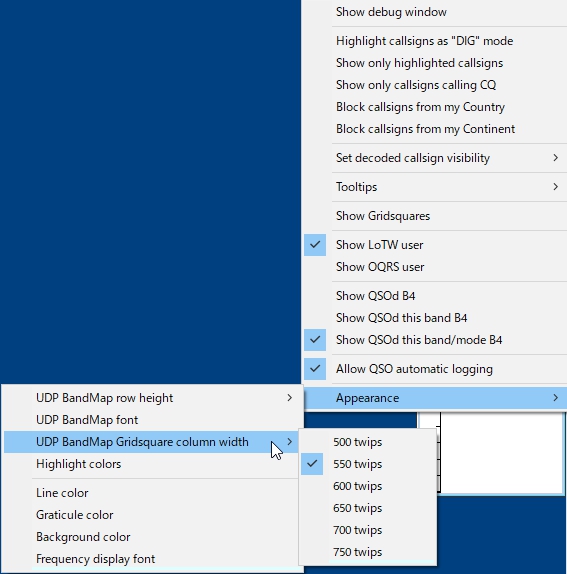 Show debug window
Highlight callsigns as "DIG" mode
Show only highlighted callsigns
Show only callsigns calling CQ
Block callsigns from my Country
Block callsigns from my Continent
Set decoded callsign visibility
Tooltips
Show Gridsquares
Show LoTW user
Show OQRS user
Show QSOd B4
Show QSOd this band B4
Show QSOd this band/mode B4
Allow QSO automatic logging
Appearance
UDP BandMap row height
UDP BandMap font
UDP BandMap Gridsquare column width
Highlight colors
Line color
Graticule color
Background color
Frequency display font
500 twips
550 twips
600 twips
650 twips
700 twips
750 twips